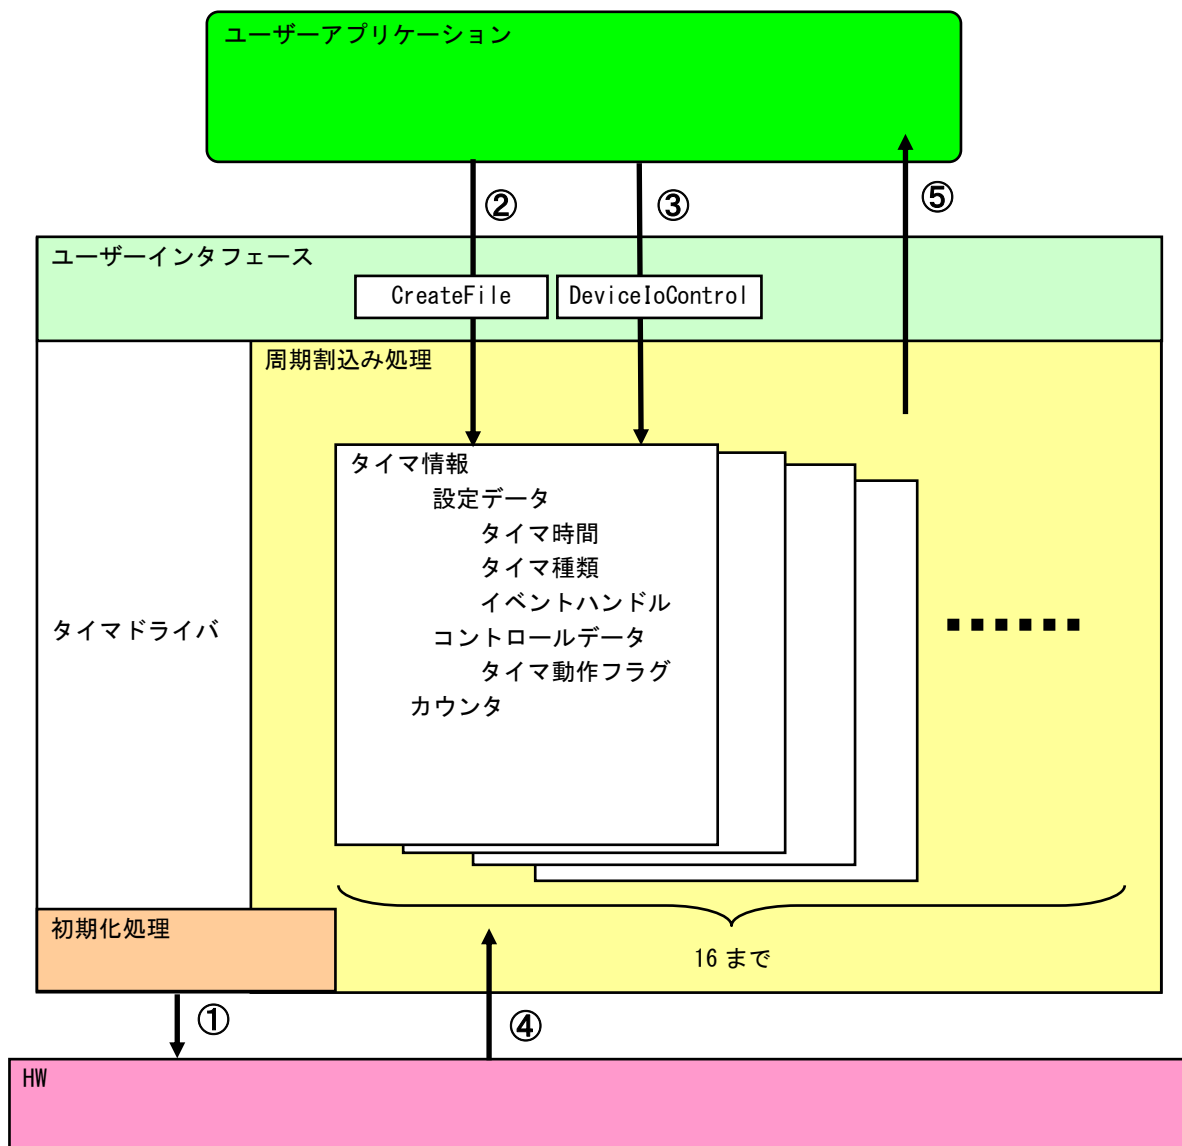 ユーザーアプリケーション
②
③
⑤
ユーザーインタフェース
CreateFile
DeviceIoControl
周期割込み処理
タイマ情報
設定データ
タイマ時間
タイマ種類
イベントハンドル
コントロールデータ
タイマ動作フラグ
カウンタ
タイマドライバ
初期化処理
16 まで
①
④
HW